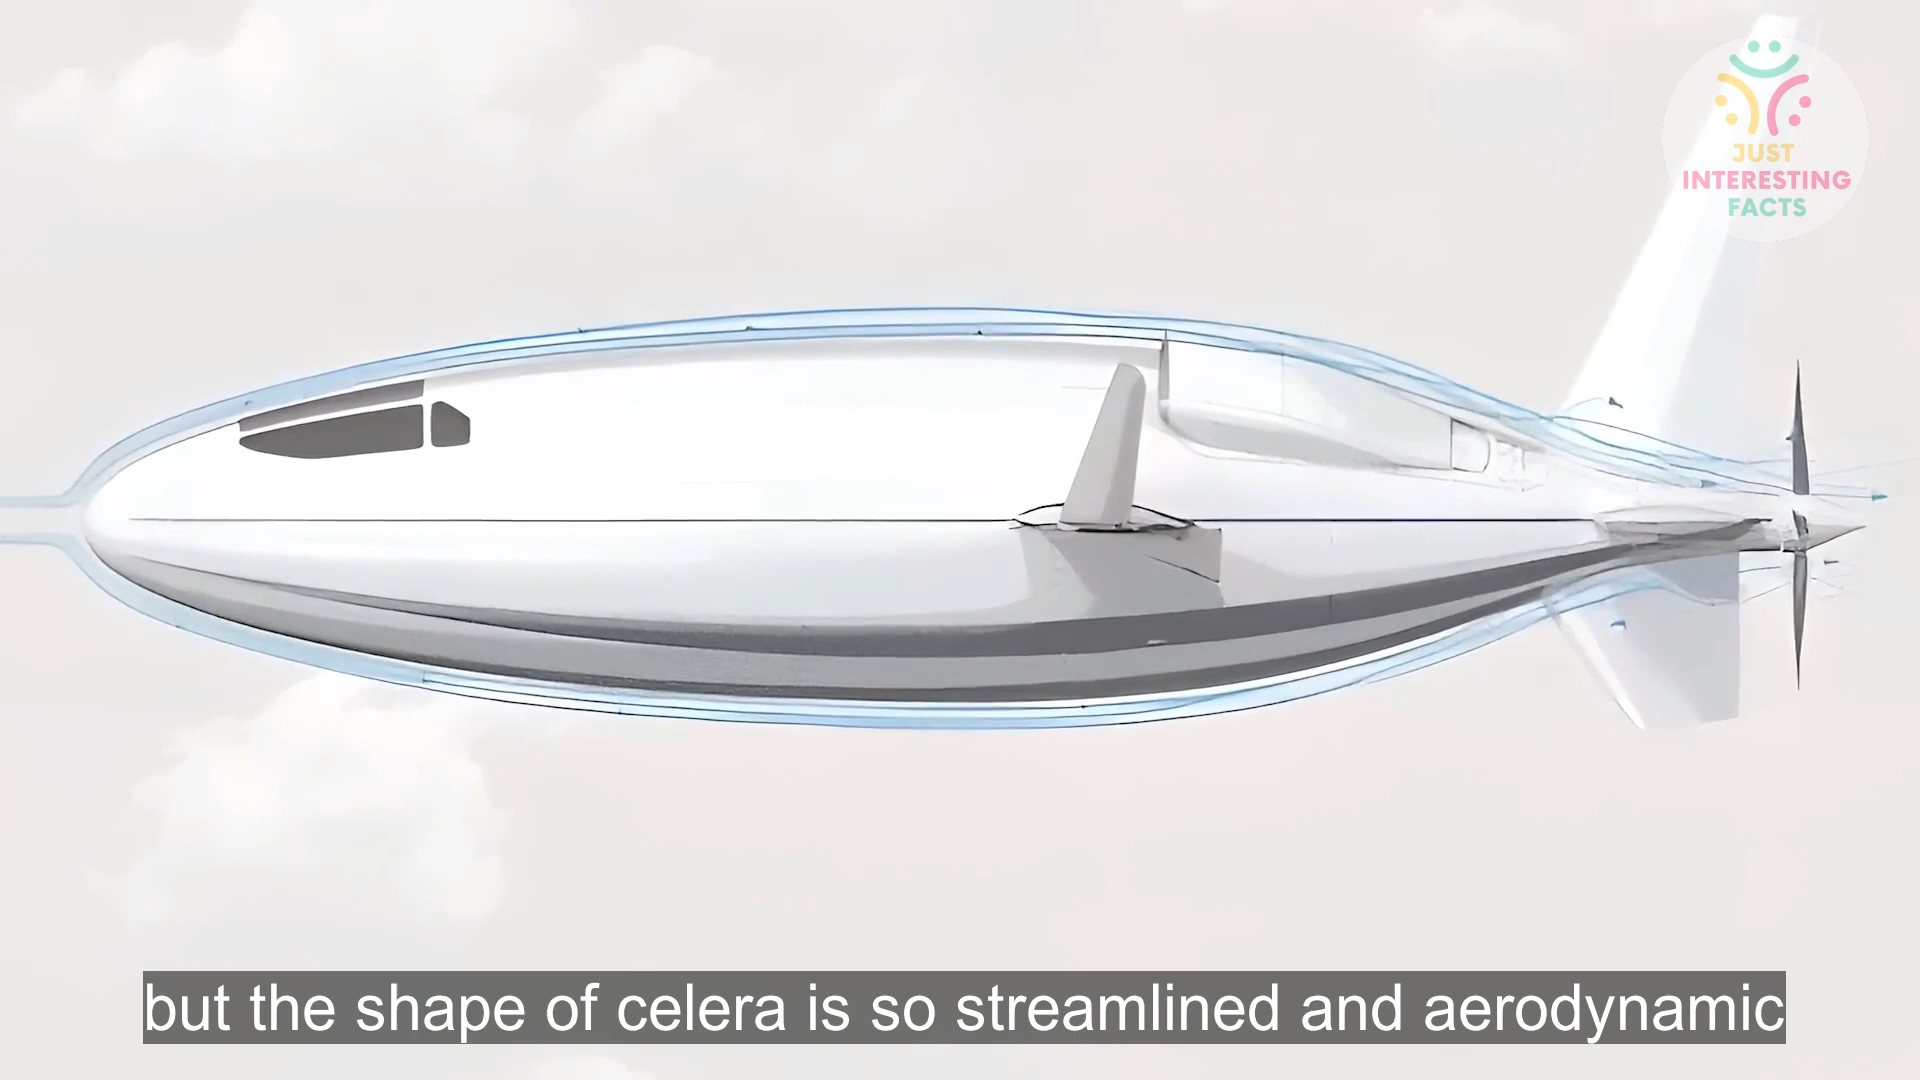 JUST
INTERESTING
FACTS
but the shape of celera is so streamlined and aerodynamic